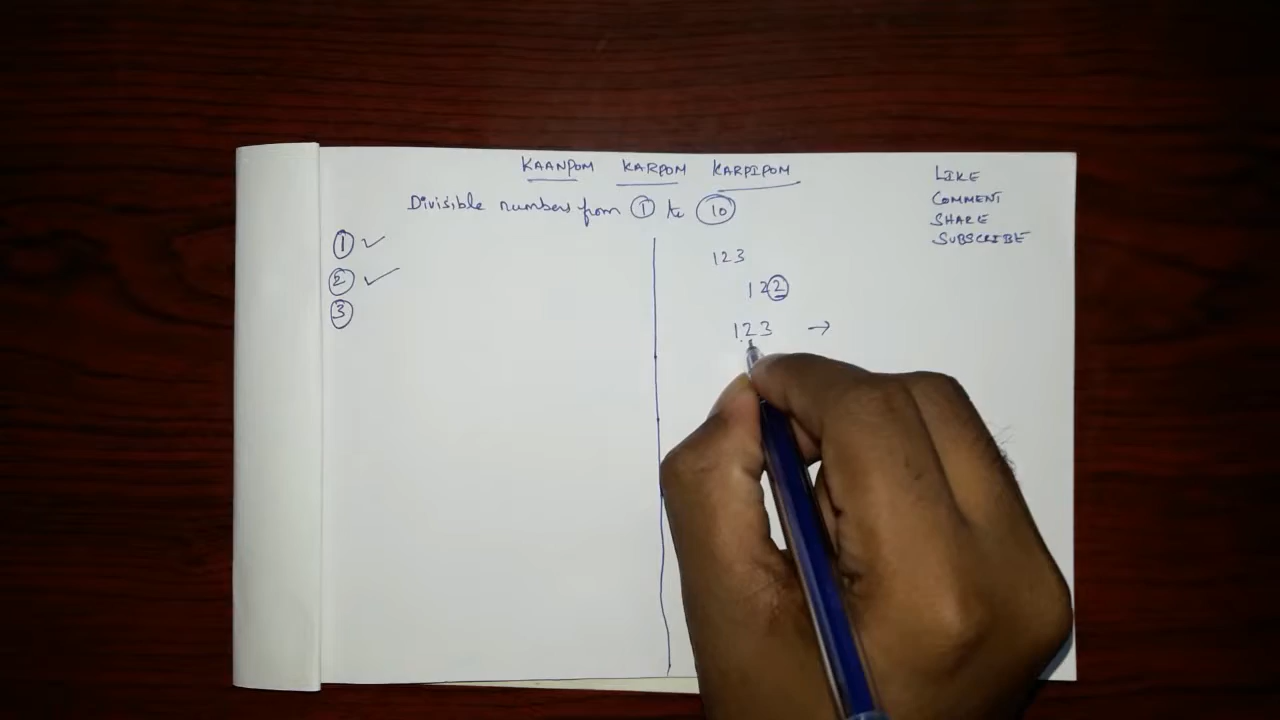 KAANPOM KARPOM KARPIPOM
Divisible numbers from 1 to 10
LIKE
COMMENT
SHARE
SUBSCRIBE
1 ✓
2 ✓
3
123
122
123 →